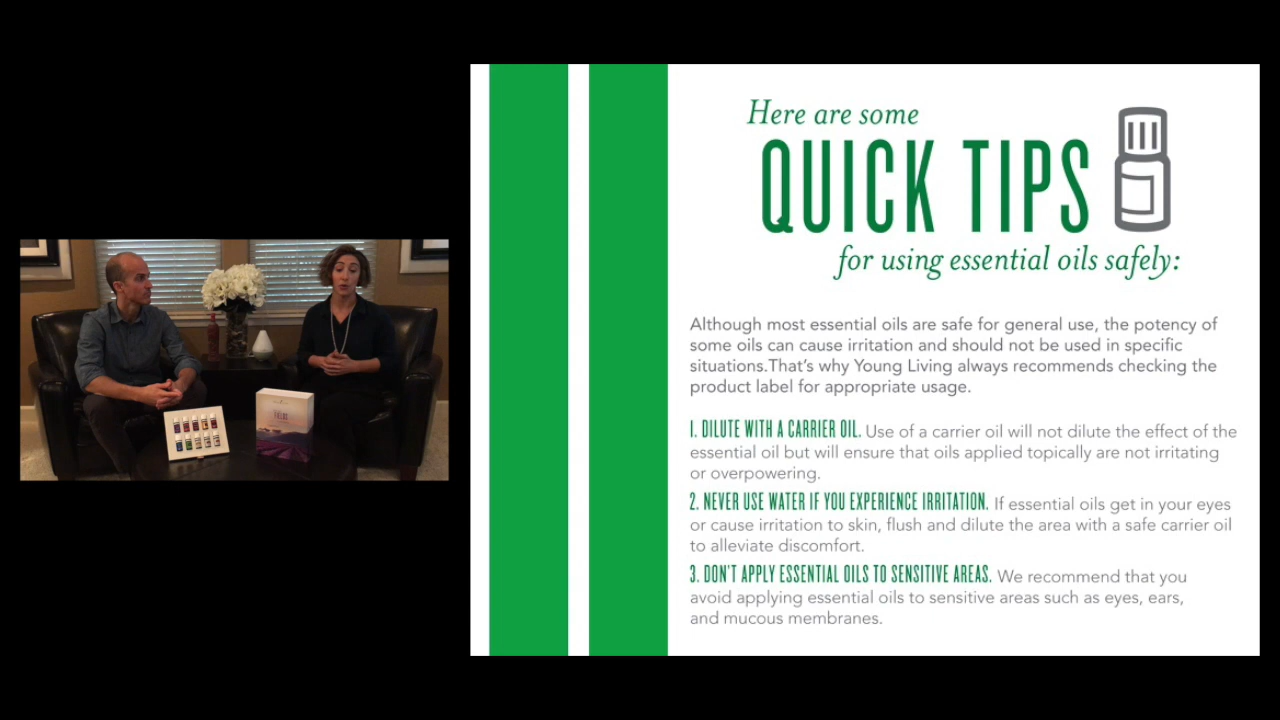 Here are some
QUICK TIPS
for using essential oils safely:
Although most essential oils are safe for general use, the potency of
some oils can cause irritation and should not be used in specific
situations.That's why Young Living always recommends checking the
product label for appropriate usage.
1. DILUTE WITH A CARRIER OIL. Use of a carrier oil will not dilute the effect of the
essential oil but will ensure that oils applied topically are not irritating
or overpowering.
2. NEVER USE WATER IF YOU EXPERIENCE IRRITATION. If essential oils get in your eyes
or cause irritation to skin, flush and dilute the area with a safe carrier oil
to alleviate discomfort.
3. DON'T APPLY ESSENTIAL OILS TO SENSITIVE AREAS. We recommend that you
avoid applying essential oils to sensitive areas such as eyes, ears,
and mucous membranes.